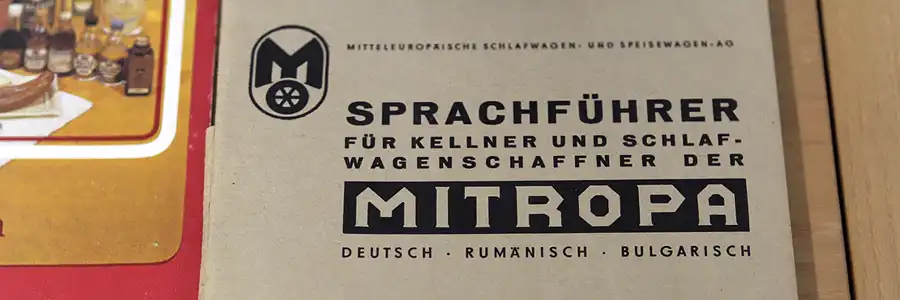 M
MITTELEUROPÄISCHE SCHLAFWAGEN- UND SPEISEWAGEN-AG
SPRACHFÜHRER
FÜR KELLNER UND SCHLAF-
WAGENSCHAFFNER DER
MITROPA
DEUTSCH · RUMÄNISCH · BULGARISCH